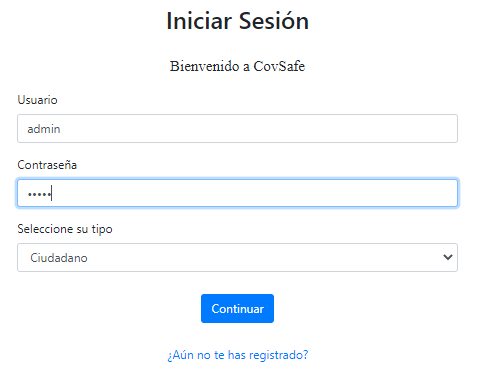 Iniciar Sesión
Bienvenido a CovSafe
Usuario
admin
Contraseña
•••••
Seleccione su tipo
Ciudadano
Continuar
¿Aún no te has registrado?